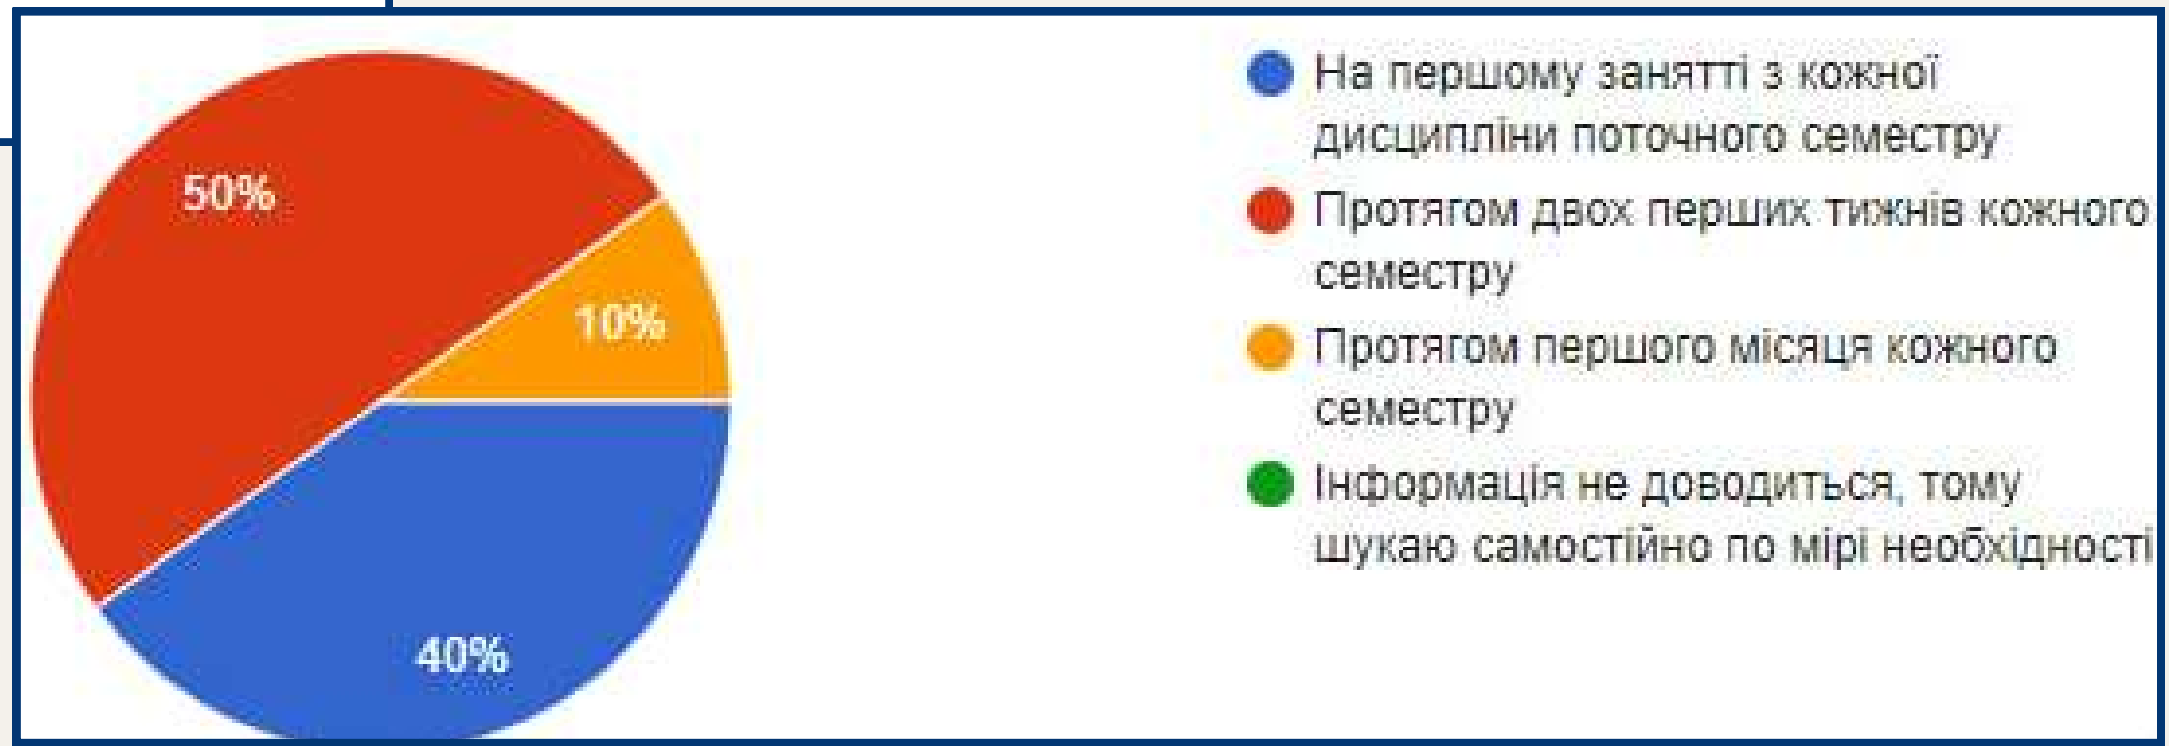 50%
10%
40%
На першому занятті з кожної
дисципліни поточного семестру
Протягом двох перших тижнів кожного
семестру
Протягом першого місяця кожного
семестру
Інформація не доводиться, тому
шукаю самостійно по мірі необхідності